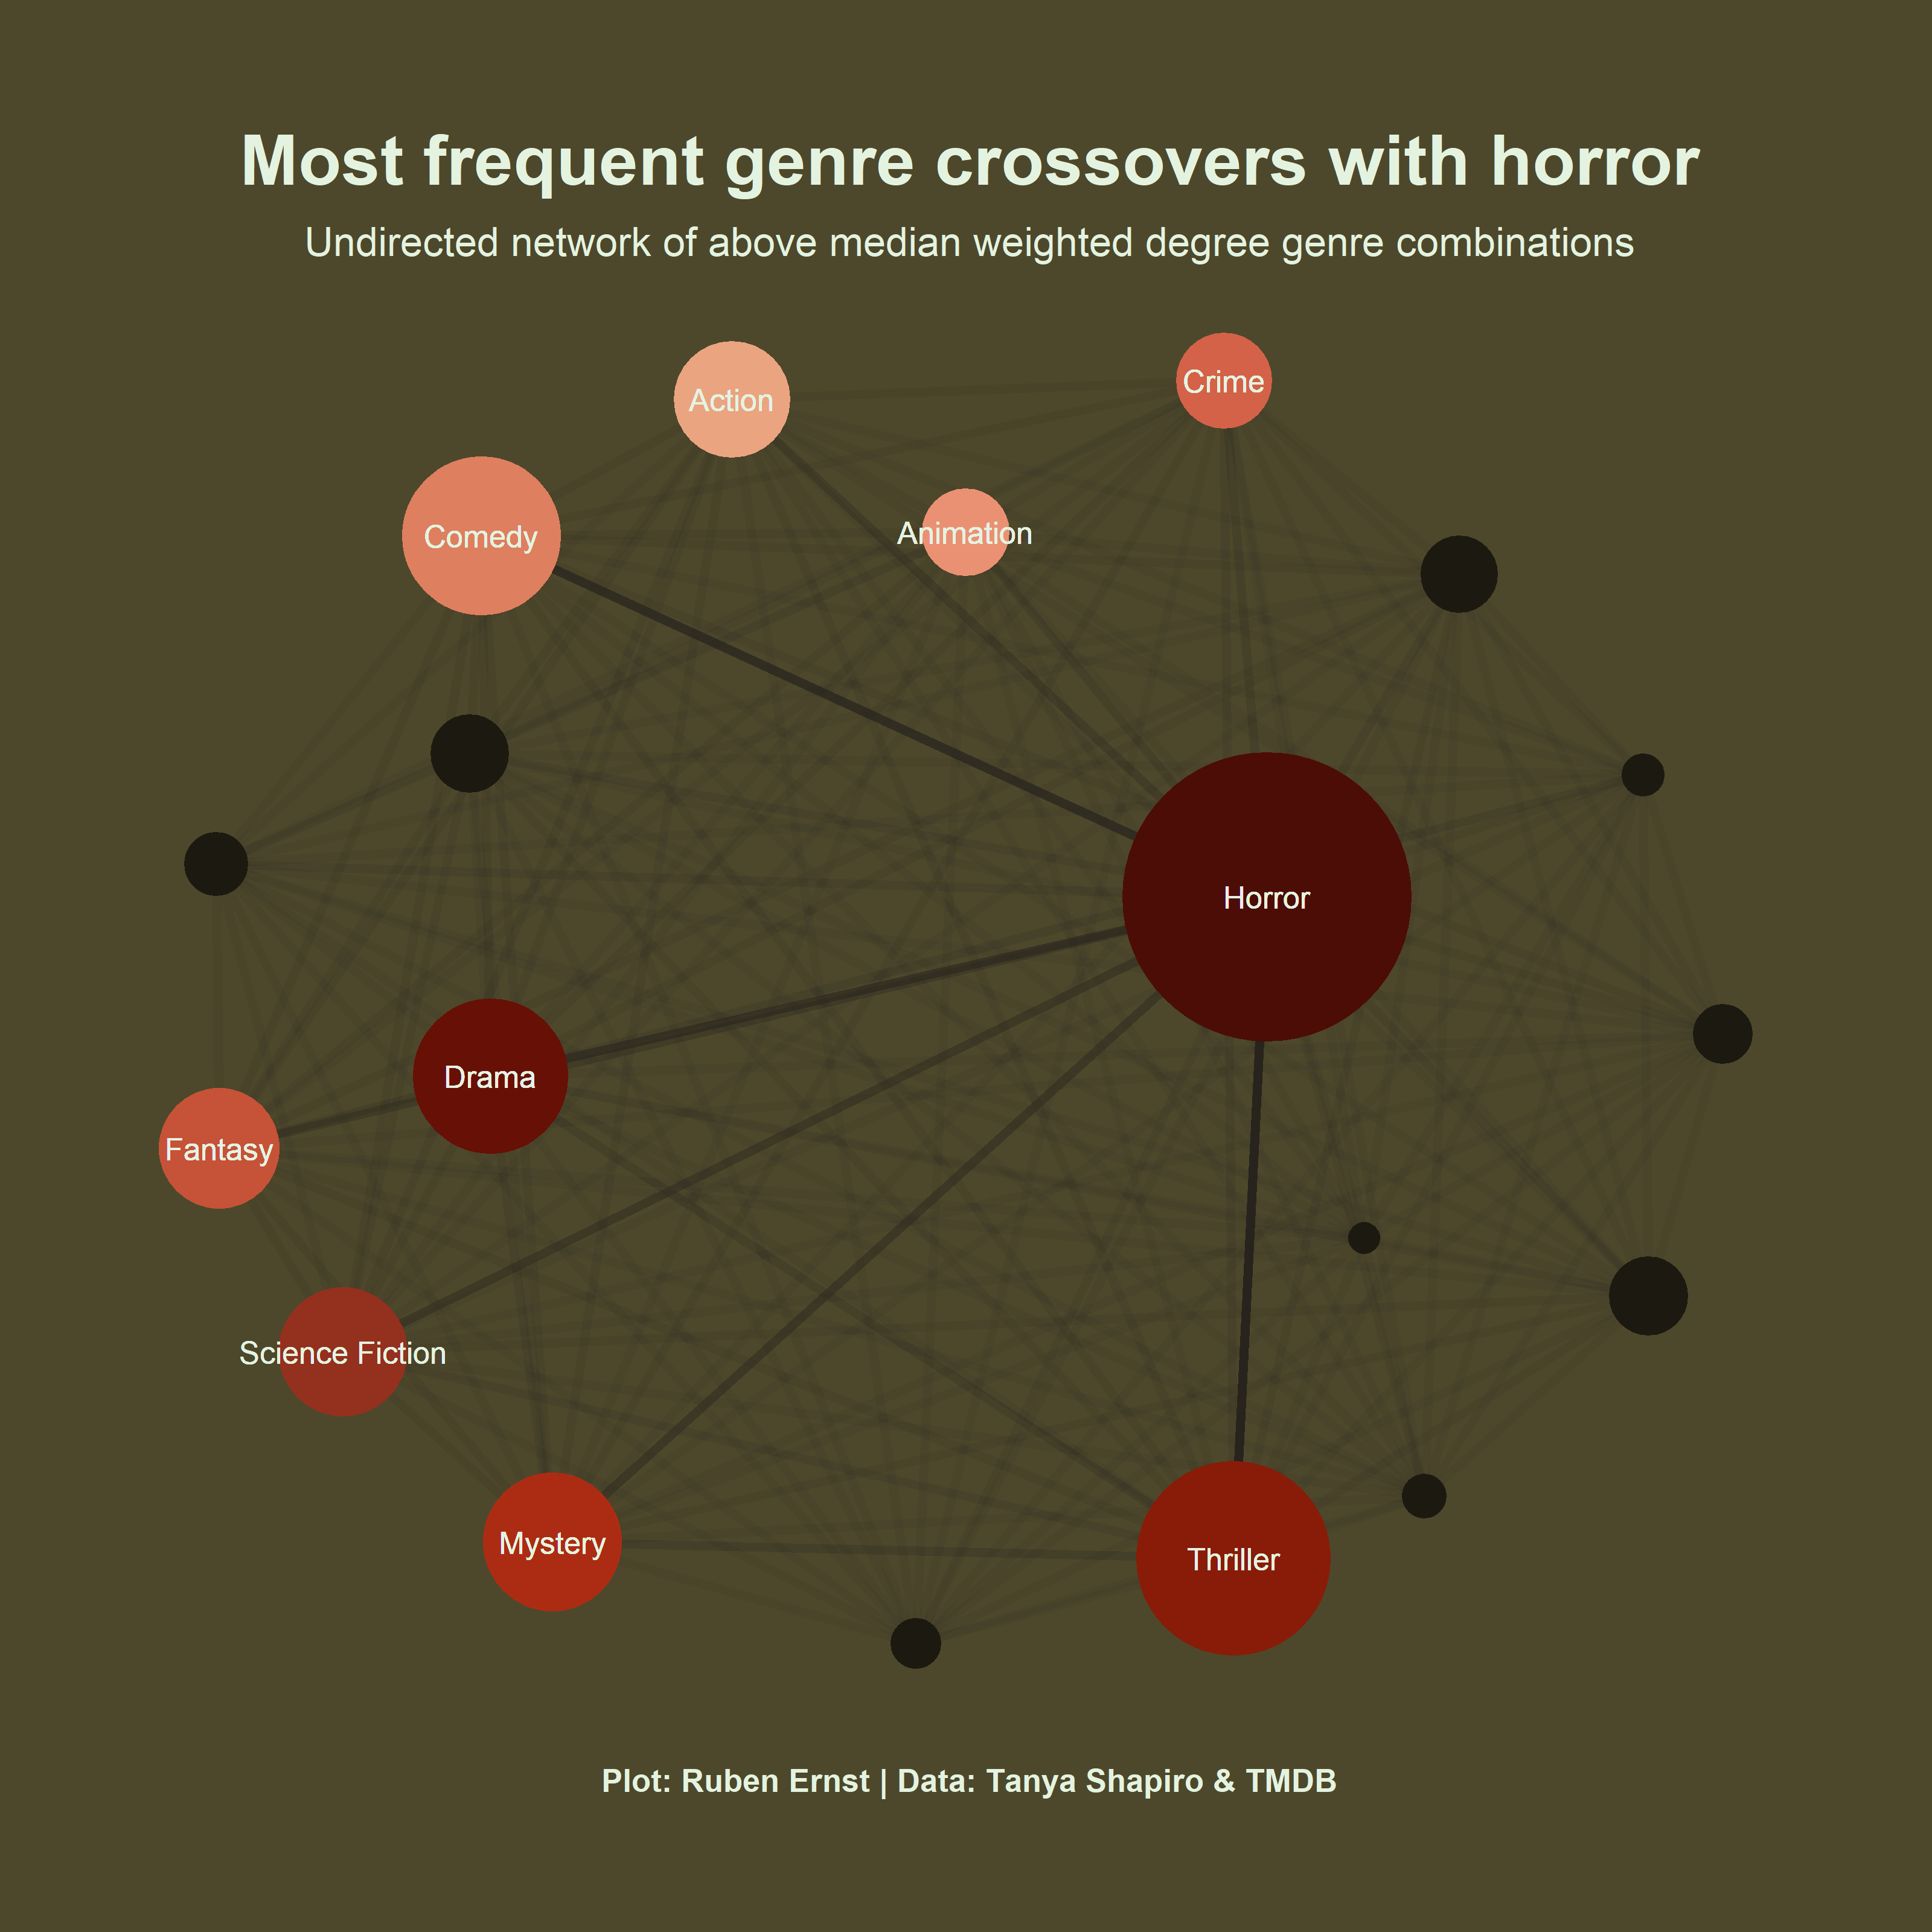 Most frequent genre crossovers with horror
Undirected network of above median weighted degree genre combinations
Crime
Action
Animation
Comedy
Horror
Drama
Fantasy
Science Fiction
Mystery
Thriller
Plot: Ruben Ernst | Data: Tanya Shapiro & TMDB